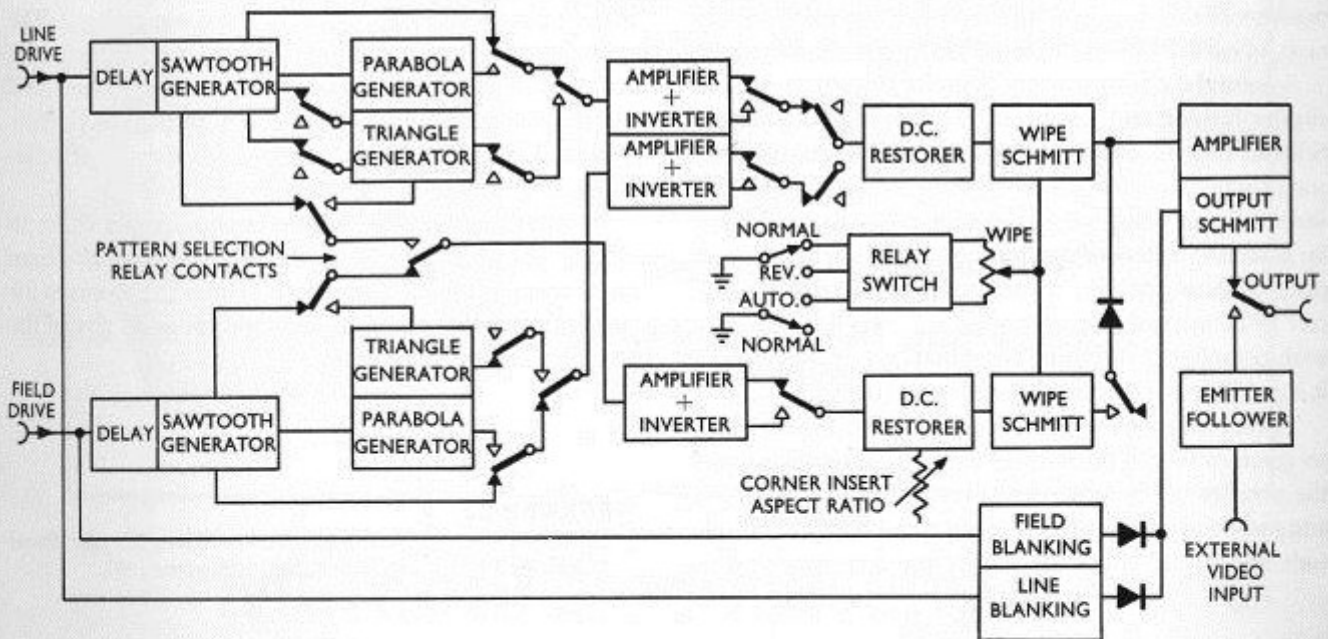 LINE
DRIVE
DELAY
SAWTOOTH
GENERATOR
PARABOLA
GENERATOR
TRIANGLE
GENERATOR
AMPLIFIER
+
INVERTER
AMPLIFIER
+
INVERTER
D.C.
RESTORER
WIPE
SCHMITT
AMPLIFIER
OUTPUT
SCHMITT
PATTERN SELECTION
RELAY CONTACTS
NORMAL
REV.
AUTO.
NORMAL
RELAY
SWITCH
WIPE
OUTPUT
TRIANGLE
GENERATOR
PARABOLA
GENERATOR
FIELD
DRIVE
DELAY
SAWTOOTH
GENERATOR
AMPLIFIER
+
INVERTER
D.C.
RESTORER
WIPE
SCHMITT
EMITTER
FOLLOWER
CORNER INSERT
ASPECT RATIO
FIELD
BLANKING
LINE
BLANKING
EXTERNAL
VIDEO
INPUT